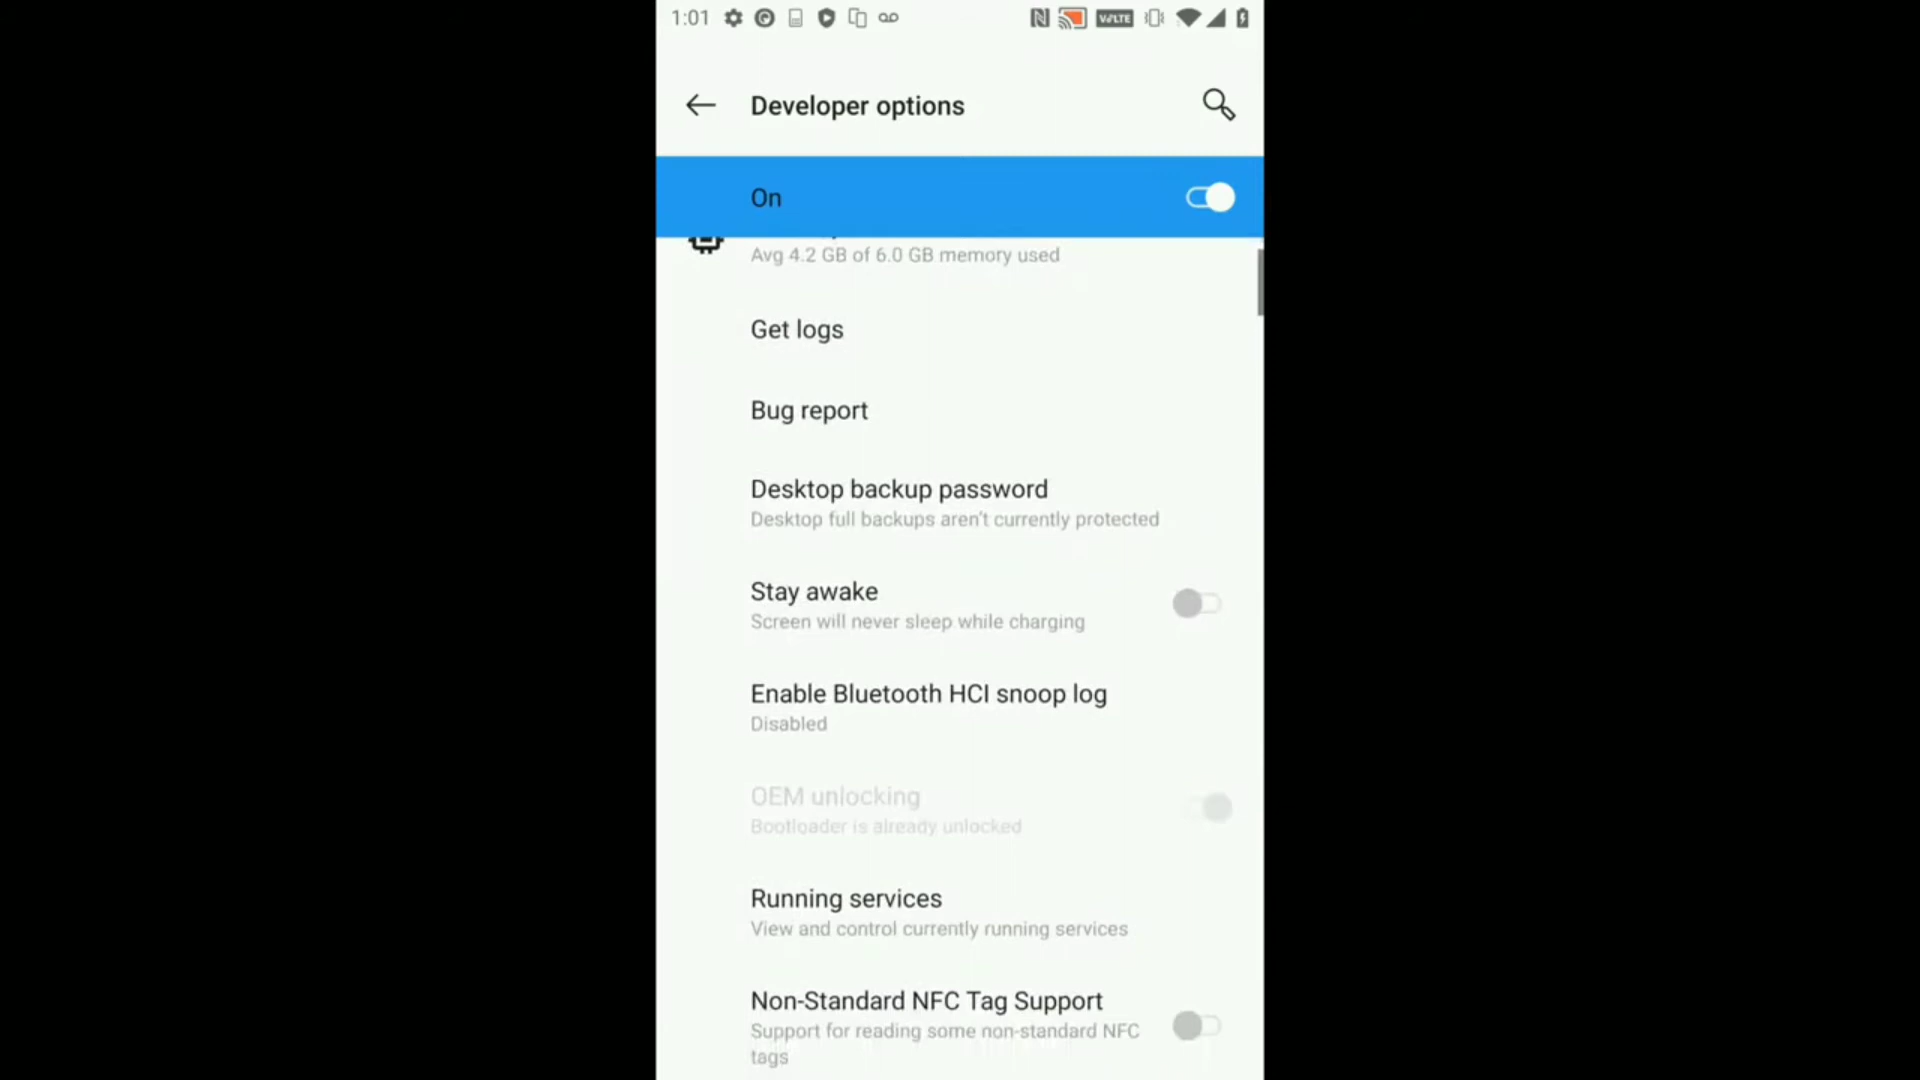 1:01
VoLTE
Developer options
On
Avg 4.2 GB of 6.0 GB memory used
Get logs
Bug report
Desktop backup password
Desktop full backups aren't currently protected
Stay awake
Screen will never sleep while charging
Enable Bluetooth HCI snoop log
Disabled
OEM unlocking
Bootloader is already unlocked
Running services
View and control currently running services
Non-Standard NFC Tag Support
Support for reading some non-standard NFC
tags